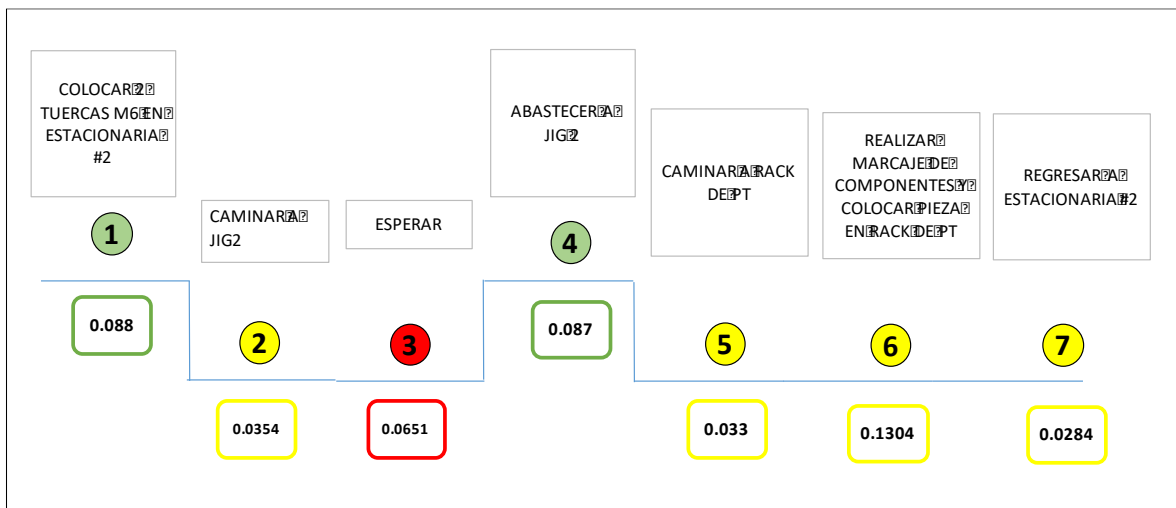 COLOCAR 2
TUERCAS M6 EN
ESTACIONARIA
#2
1
0.088
CAMINAR A
JIG2
2
0.0354
ESPERAR
3
0.0651
ABASTECER A
JIG 2
4
0.087
CAMINAR A RACK
DE PT
5
0.033
REALIZAR
MARCAJE DE
COMPONENTES Y
COLOCAR PIEZA
EN RACK DE PT
6
0.1304
REGRESAR A
ESTACIONARIA #2
7
0.0284